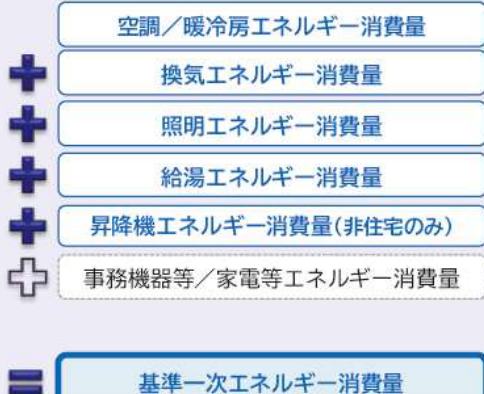 空調／暖冷房エネルギー消費量
換気エネルギー消費量
照明エネルギー消費量
給湯エネルギー消費量
昇降機エネルギー消費量(非住宅のみ)
事務機器等／家電等エネルギー消費量
基準一次エネルギー消費量